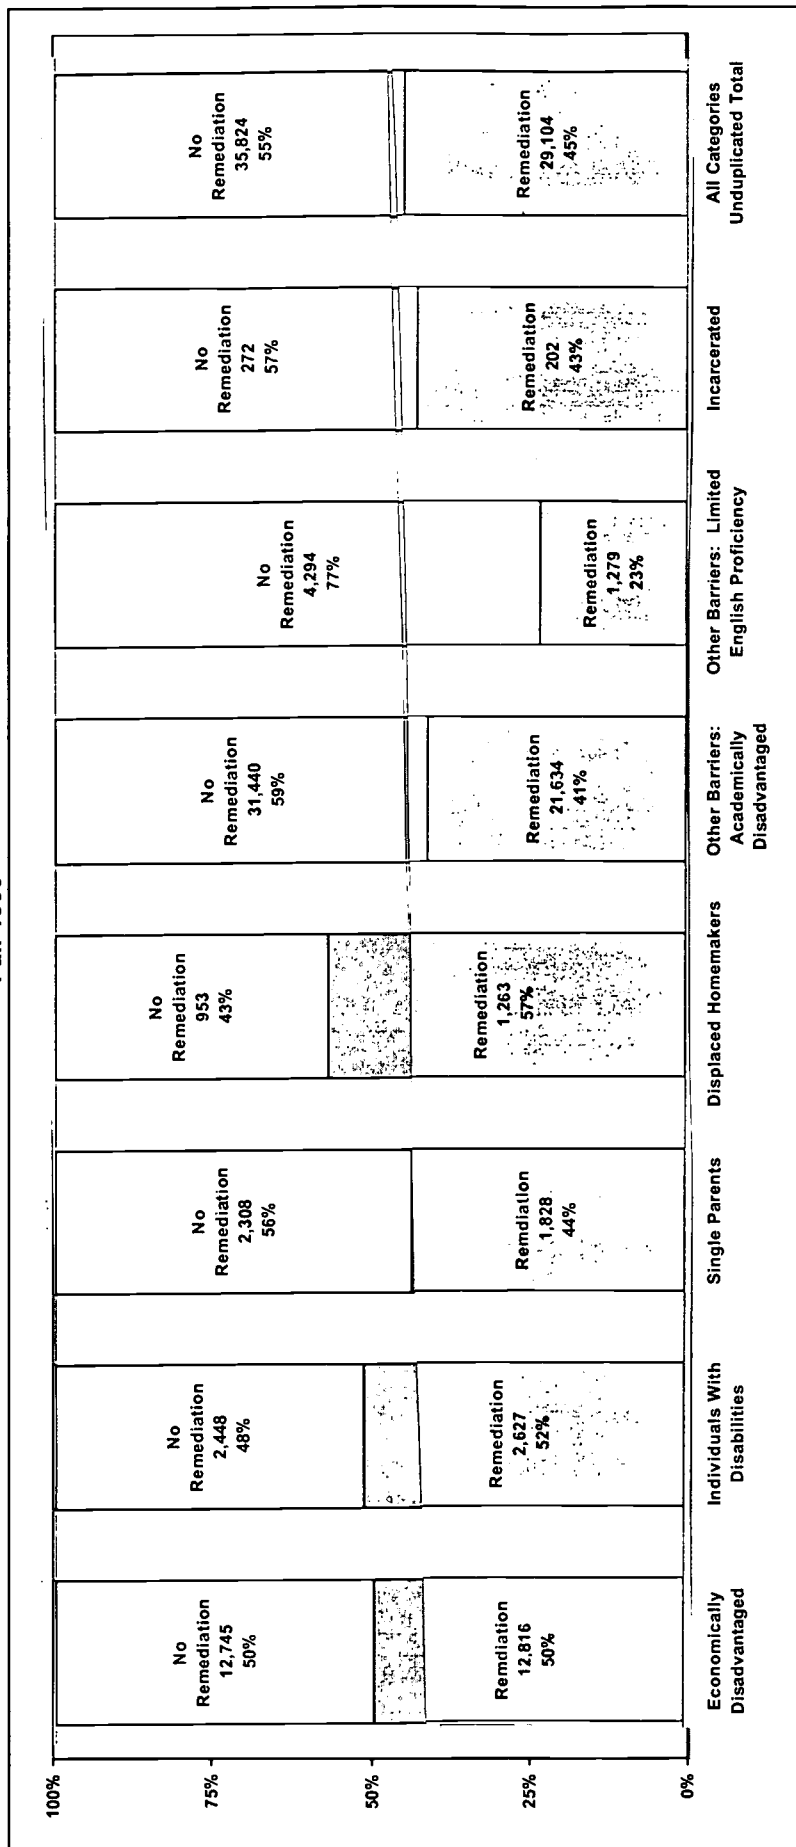 100%
75%
50%
25%
0%
No
Remediation
12,745
50%
Remdiation
12,816
50%
Economically
Disadvantaged
No
Remediation
2,448
48%
Remediation
2,627
52%
Individuals With
Disabilities
No
Remediation
2,308
56%
Remdiation
1,828
44%
Single Parents
No
Remediation
953
43%
Remediation
1,263
57%
Displaced Homemakers
No
Remediation
31,440
59%
Remediation
21,634
41%
Other Barriers:
Academically
Disadvantaged
No
Remediation
4,294
77%
Remediation
1,279
23%
Other Barriers: Limited
English Proficiency
No
Remediation
272
57%
Remediation
202
43%
Incarcerated
No
Remediation
35,824
55%
Remediation
29,104
45%
All Categories
Unduplicated Total